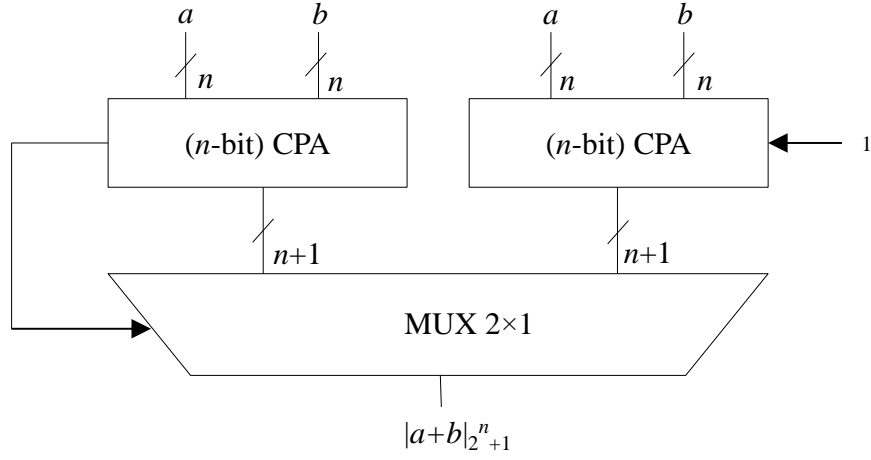 a b a b
n n n n
(n-bit) CPA (n-bit) CPA 1
n+1 n+1
MUX 2×1
|a+b|₂ⁿ₊₁